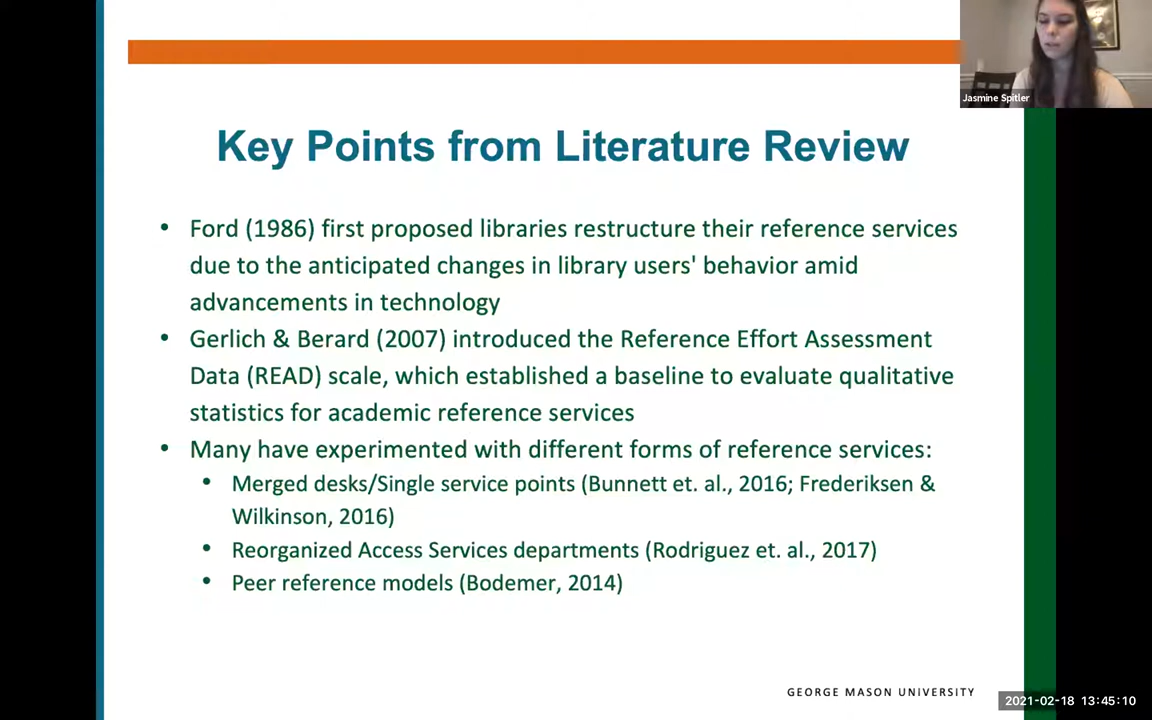 Jasmine Spitler
Key Points from Literature Review
• Ford (1986) first proposed libraries restructure their reference services
due to the anticipated changes in library users' behavior amid
advancements in technology
• Gerlich & Berard (2007) introduced the Reference Effort Assessment
Data (READ) scale, which established a baseline to evaluate qualitative
statistics for academic reference services
• Many have experimented with different forms of reference services:
• Merged desks/Single service points (Bunnett et. al., 2016; Frederiksen &
Wilkinson, 2016)
• Reorganized Access Services departments (Rodriguez et. al., 2017)
• Peer reference models (Bodemer, 2014)
GEORGE MASON UNIVERSITY
2021-02-18 13:45:10